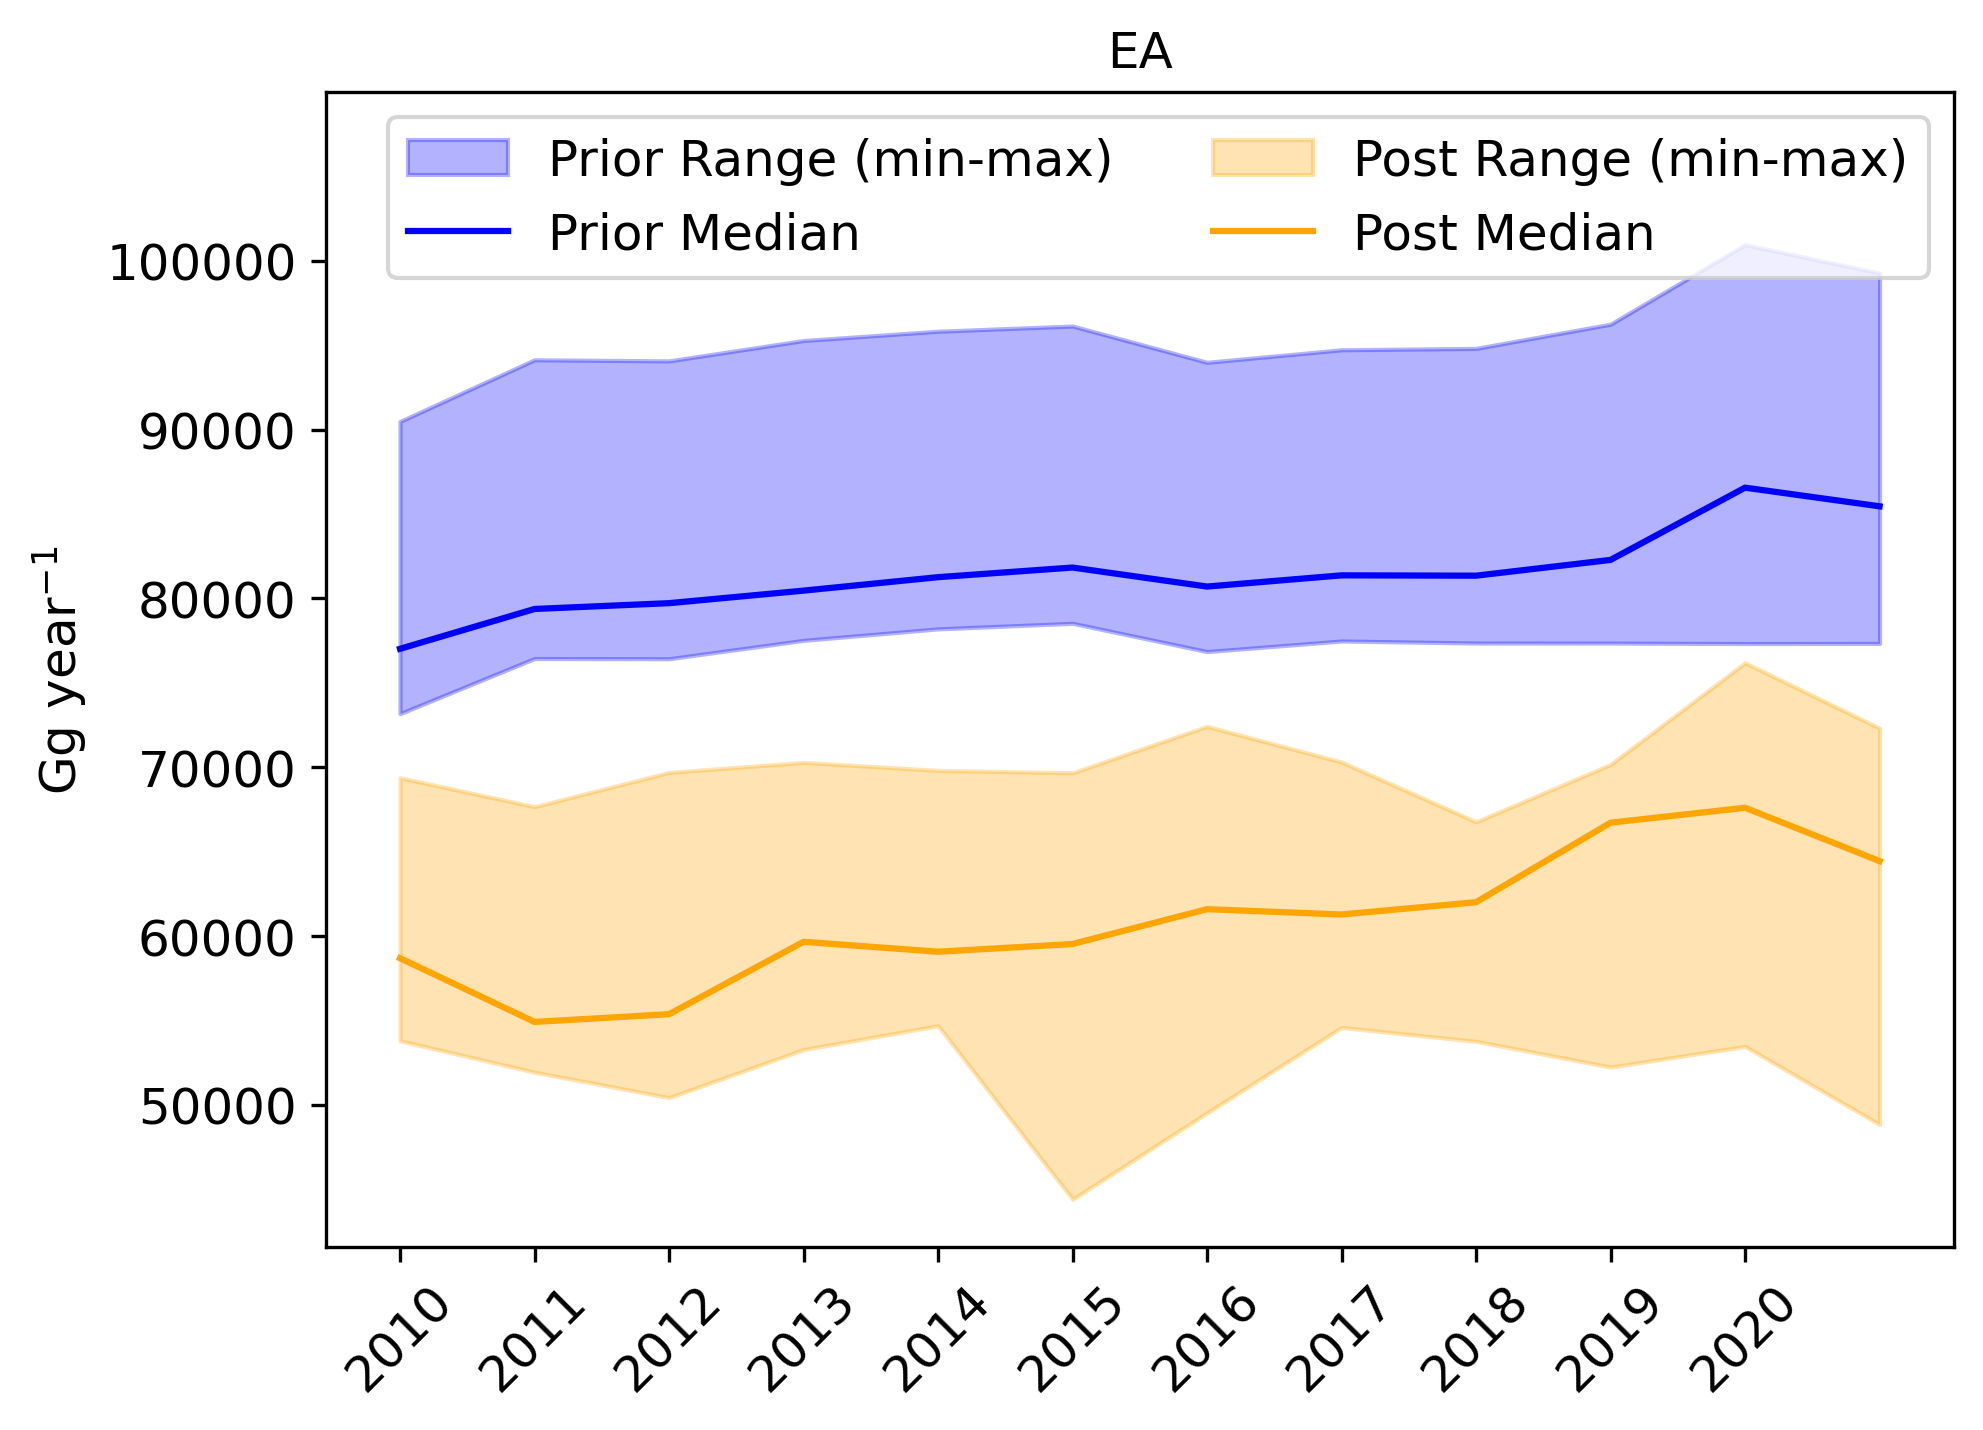 EA
Prior Range (min-max)
Prior Median
Post Range (min-max)
Post Median
Gg year⁻¹
100000
90000
80000
70000
60000
50000
2010
2011
2012
2013
2014
2015
2016
2017
2018
2019
2020